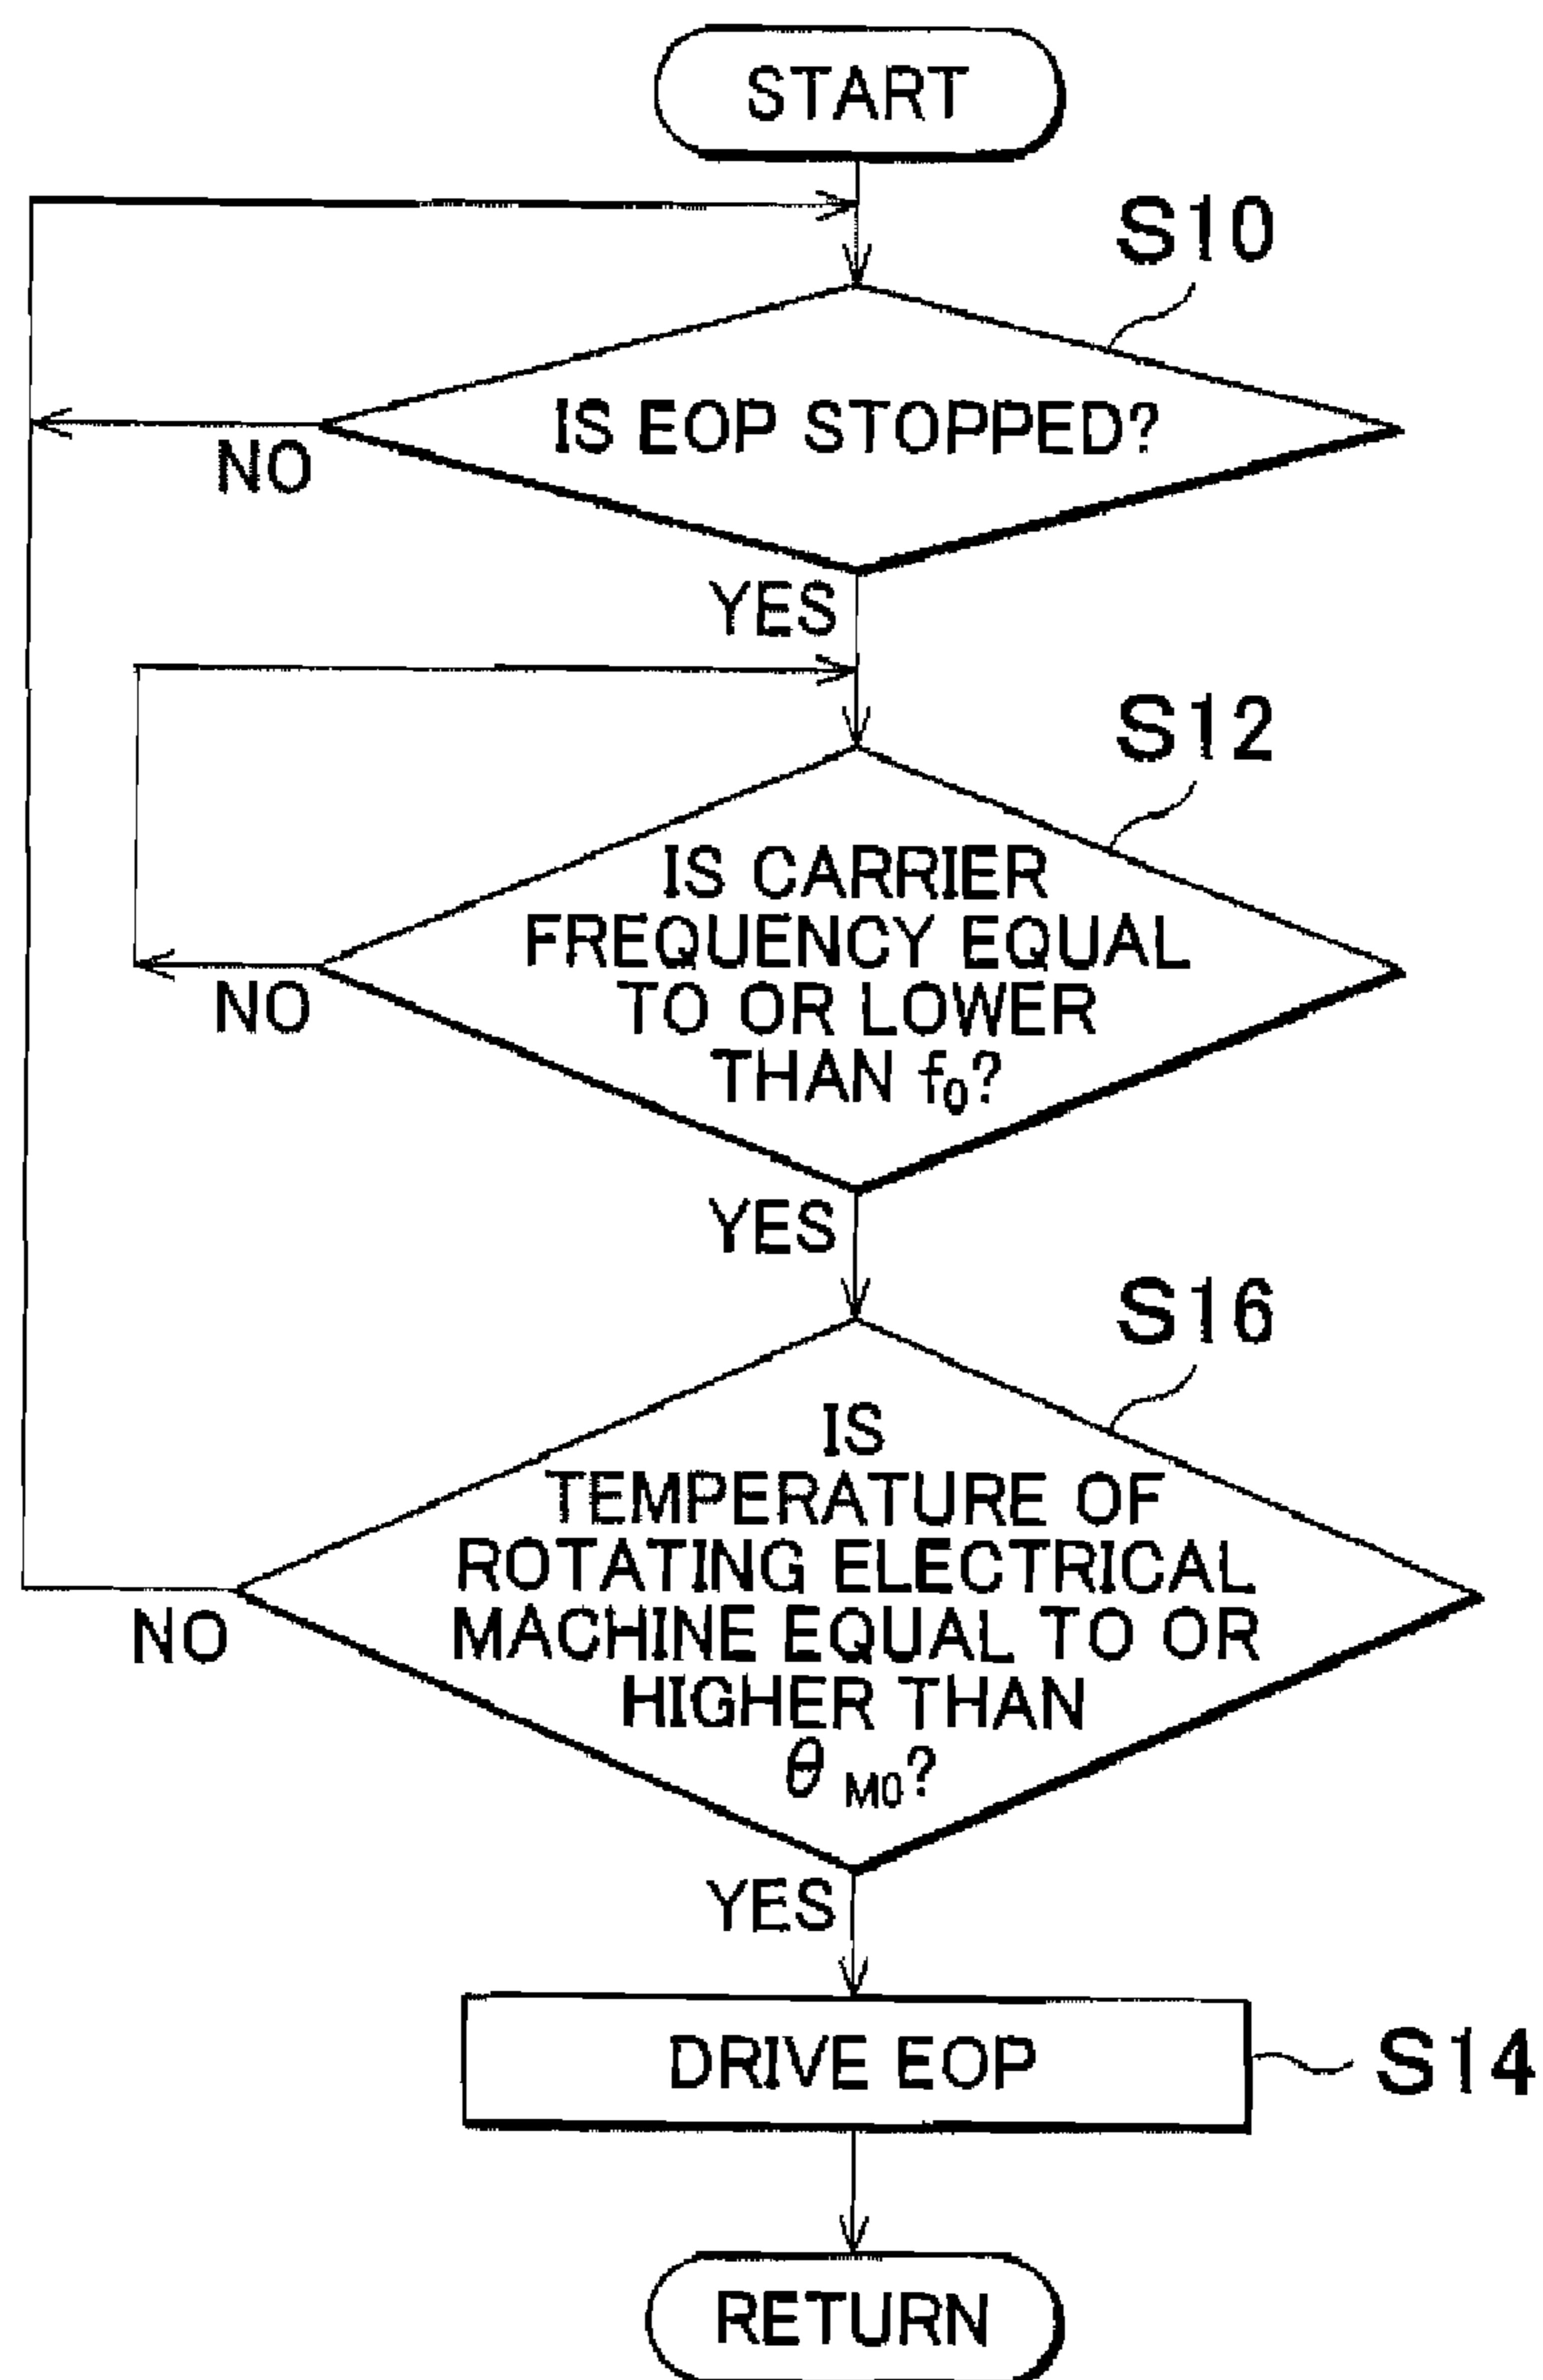 START
S10
IS EOP STOPPED?
NO
YES
S12
IS CARRIER
FREQUENCY EQUAL
TO OR LOWER
THAN f₀?
NO
YES
S16
IS
TEMPERATURE OF
ROTATING ELECTRICAL
MACHINE EQUAL TO OR
HIGHER THAN
θ M0?
NO
YES
DRIVE EOP
S14
RETURN